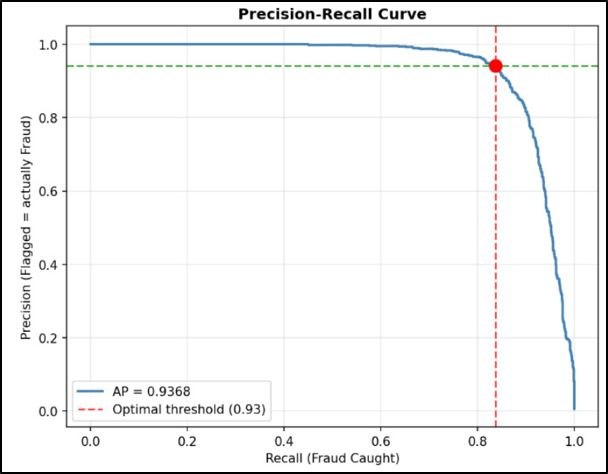 Precision-Recall Curve
Precision (Flagged = actually Fraud)
1.0
0.8
0.6
0.4
0.2
0.0
AP = 0.9368
Optimal threshold (0.93)
0.0 0.2 0.4 0.6 0.8 1.0
Recall (Fraud Caught)